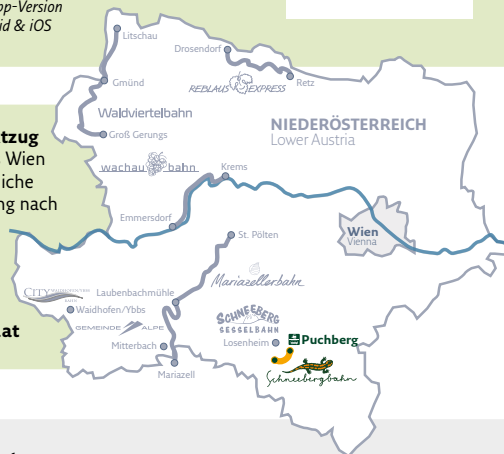 pp-Version
id & iOS
Litschau
Drosendorf
Gmünd
REBLAUS EXPRESS
Retz
Waldviertelbahn
NIEDERÖSTERREICH
Lower Austria
Groß Gerungs
tzug
Wien
iche
ng nach
wachau bahn
Krems
Emmersdorf
St. Pölten
Wien
Vienna
Mariazellerbahn
CITY
BAHN
Laubenbachmühle
Waidhofen/Ybbs
SCHNEEBERG
SESSELBAHN
GEMEINDE ALPE
Losenheim
Puchberg
at
Mitterbach
Mariazell
Schneebergbahn